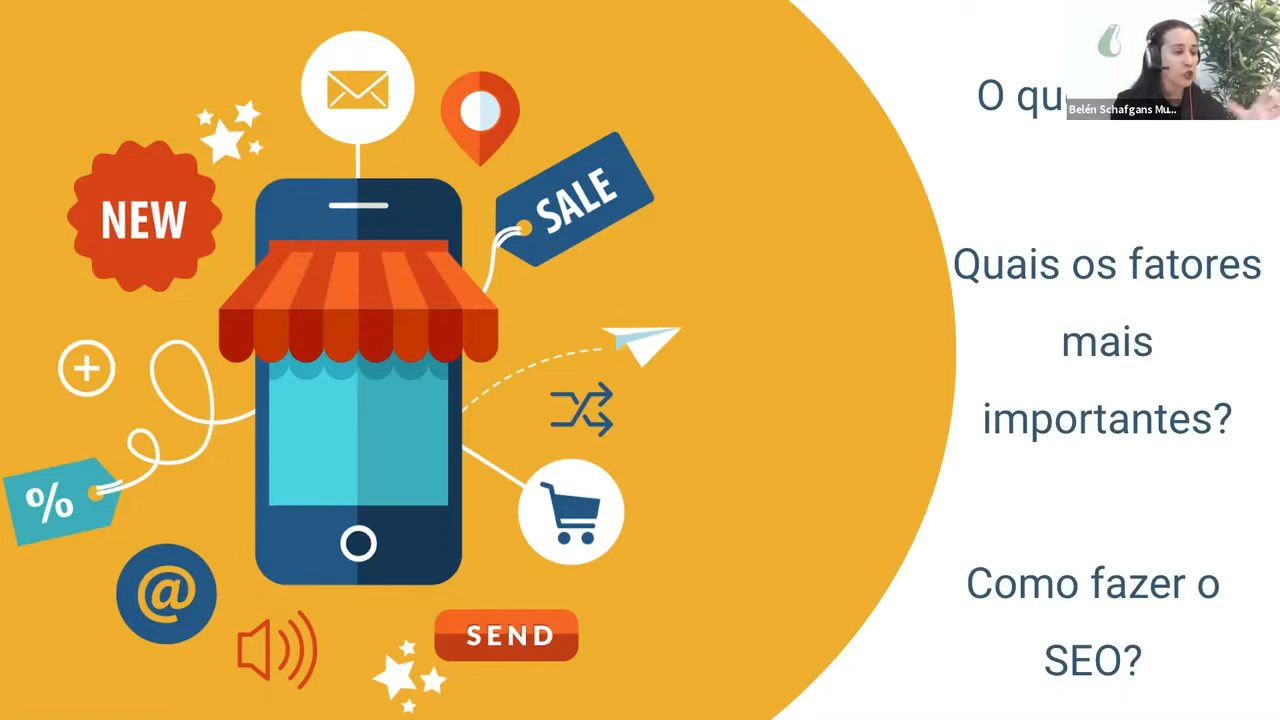 O qu
Belén Schafgans Mu...
Quais os fatores
mais
importantes?
Como fazer o
SEO?
NEW
SALE
%
@
SEND